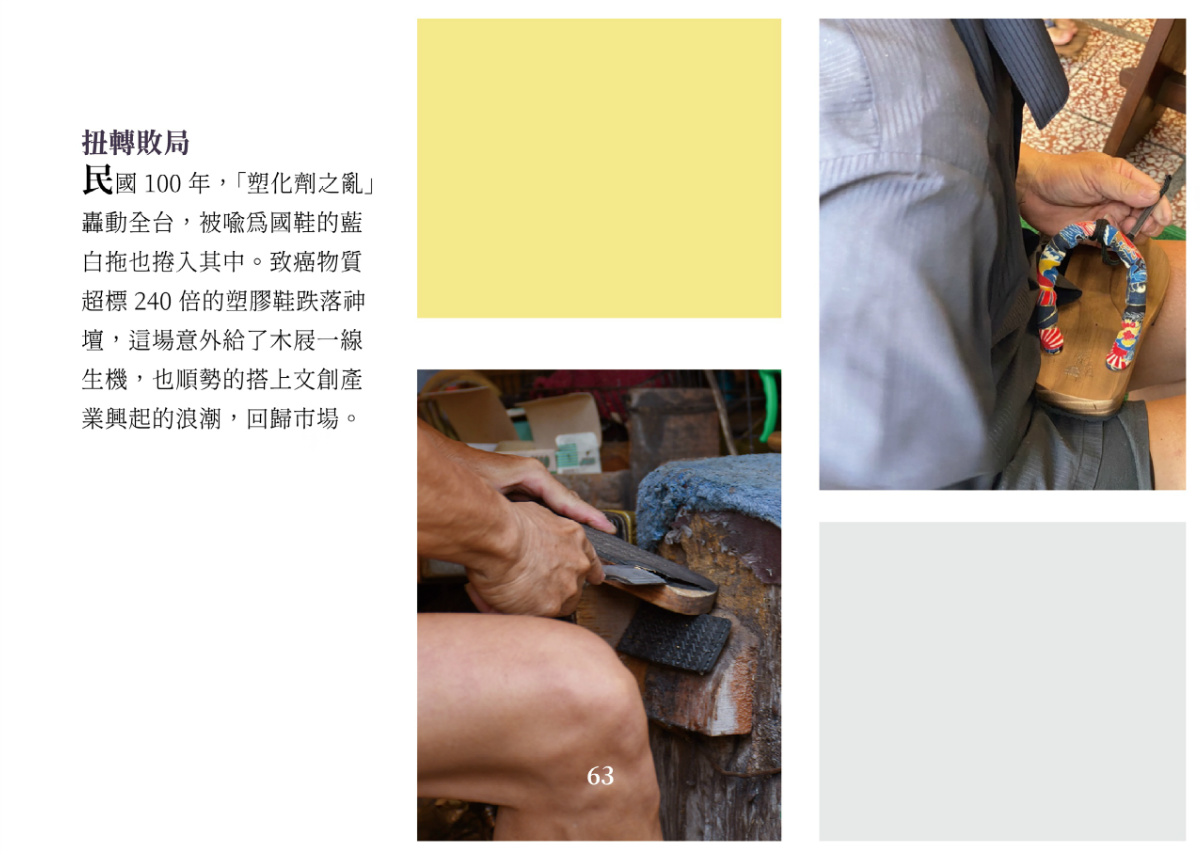 扭轉敗局
民國 100 年，「塑化劑之亂」
轟動全台，被喻為國鞋的藍
白拖也捲入其中。致癌物質
超標 240 倍的塑膠鞋跌落神
壇，這場意外給了木屐一線
生機，也順勢的搭上文創產
業興起的浪潮，回歸市場。
63